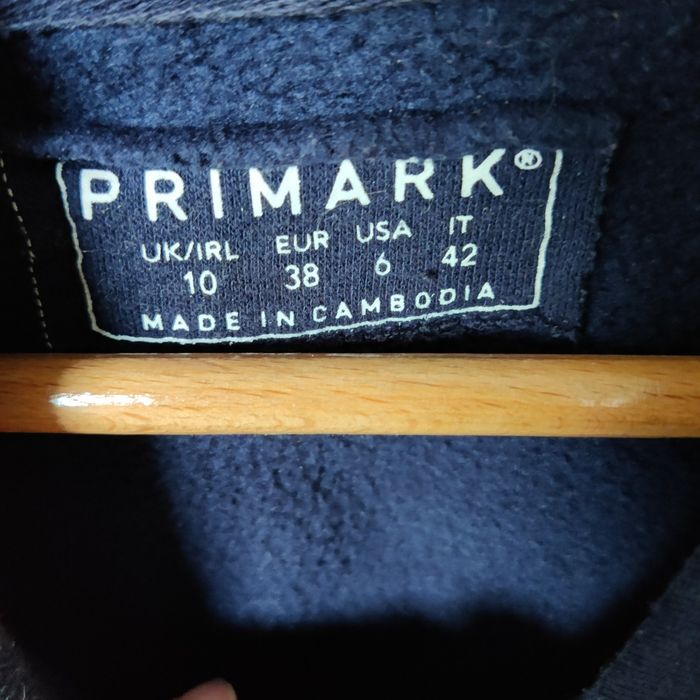 PRIMARK®
UK/IRL EUR USA IT
10 38 6 42
MADE IN CAMBODIA